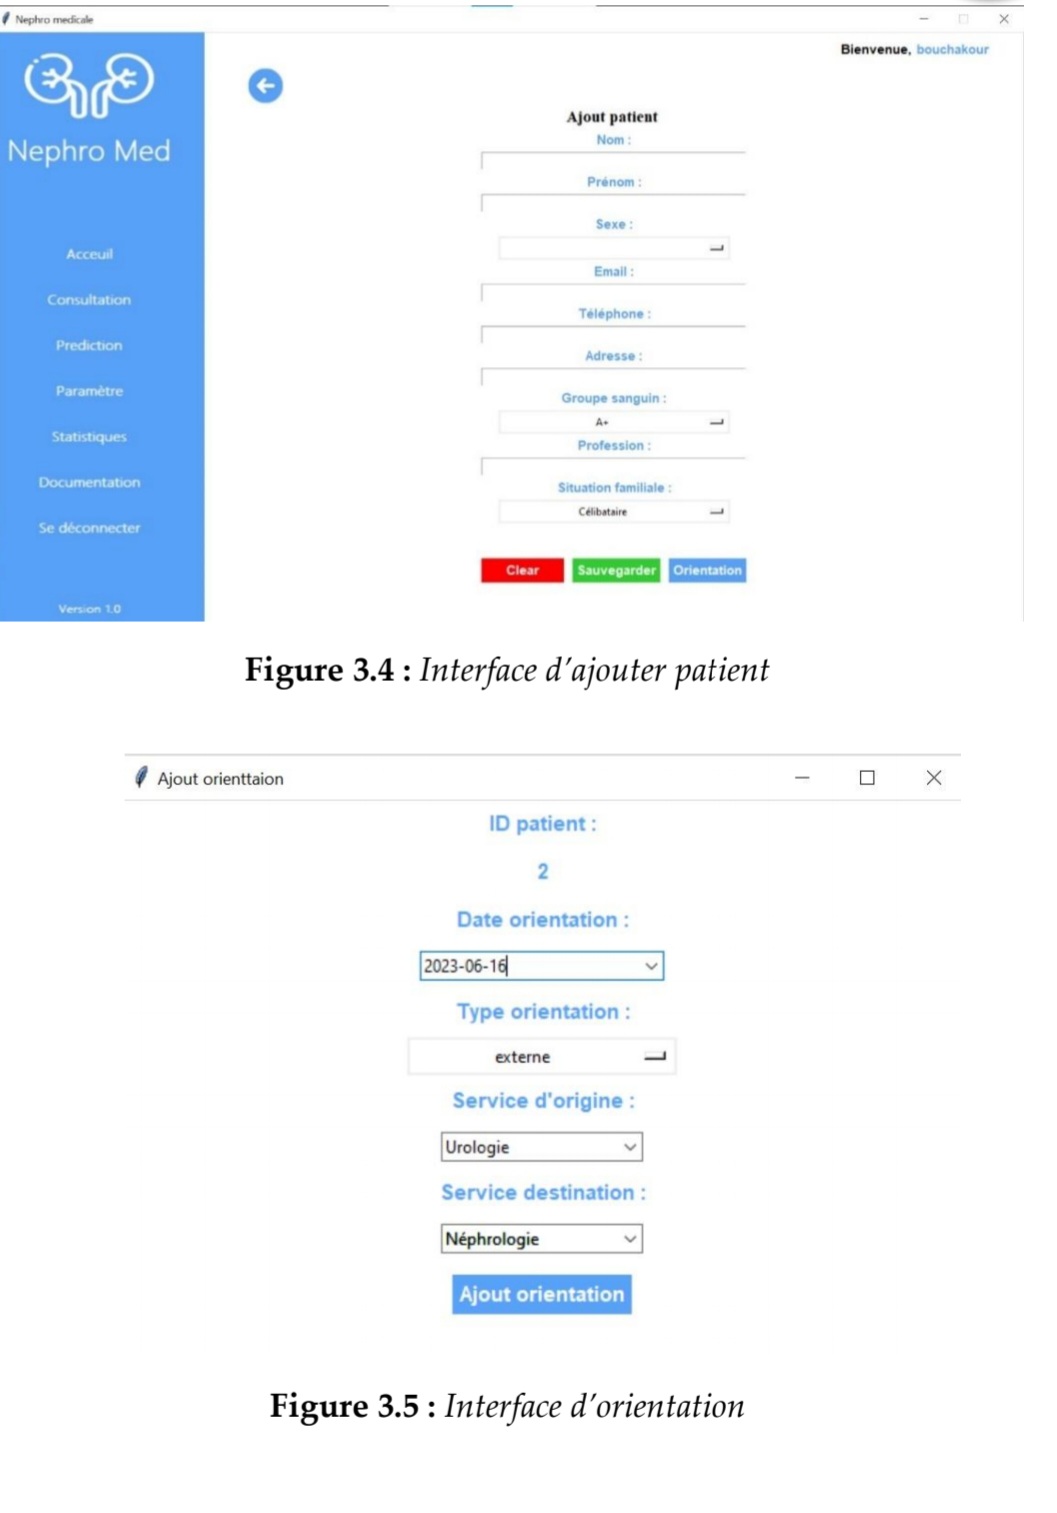 Nephro medicale
Bienvenue, bouchakour
Nephro Med
Acceuil
Consultation
Prediction
Paramètre
Statistiques
Documentation
Se déconnecter
Version 1.0
Ajout patient
Nom :
Prénom :
Sexe :
Email :
Téléphone :
Adresse :
Groupe sanguin :
A+
Profession :
Situation familiale :
Célibataire
Clear Sauvegarder Orientation
Figure 3.4 : Interface d'ajouter patient
Ajout orienttaion
ID patient :
2
Date orientation :
2023-06-16
Type orientation :
externe
Service d'origine :
Urologie
Service destination :
Néphrologie
Ajout orientation
Figure 3.5 : Interface d'orientation